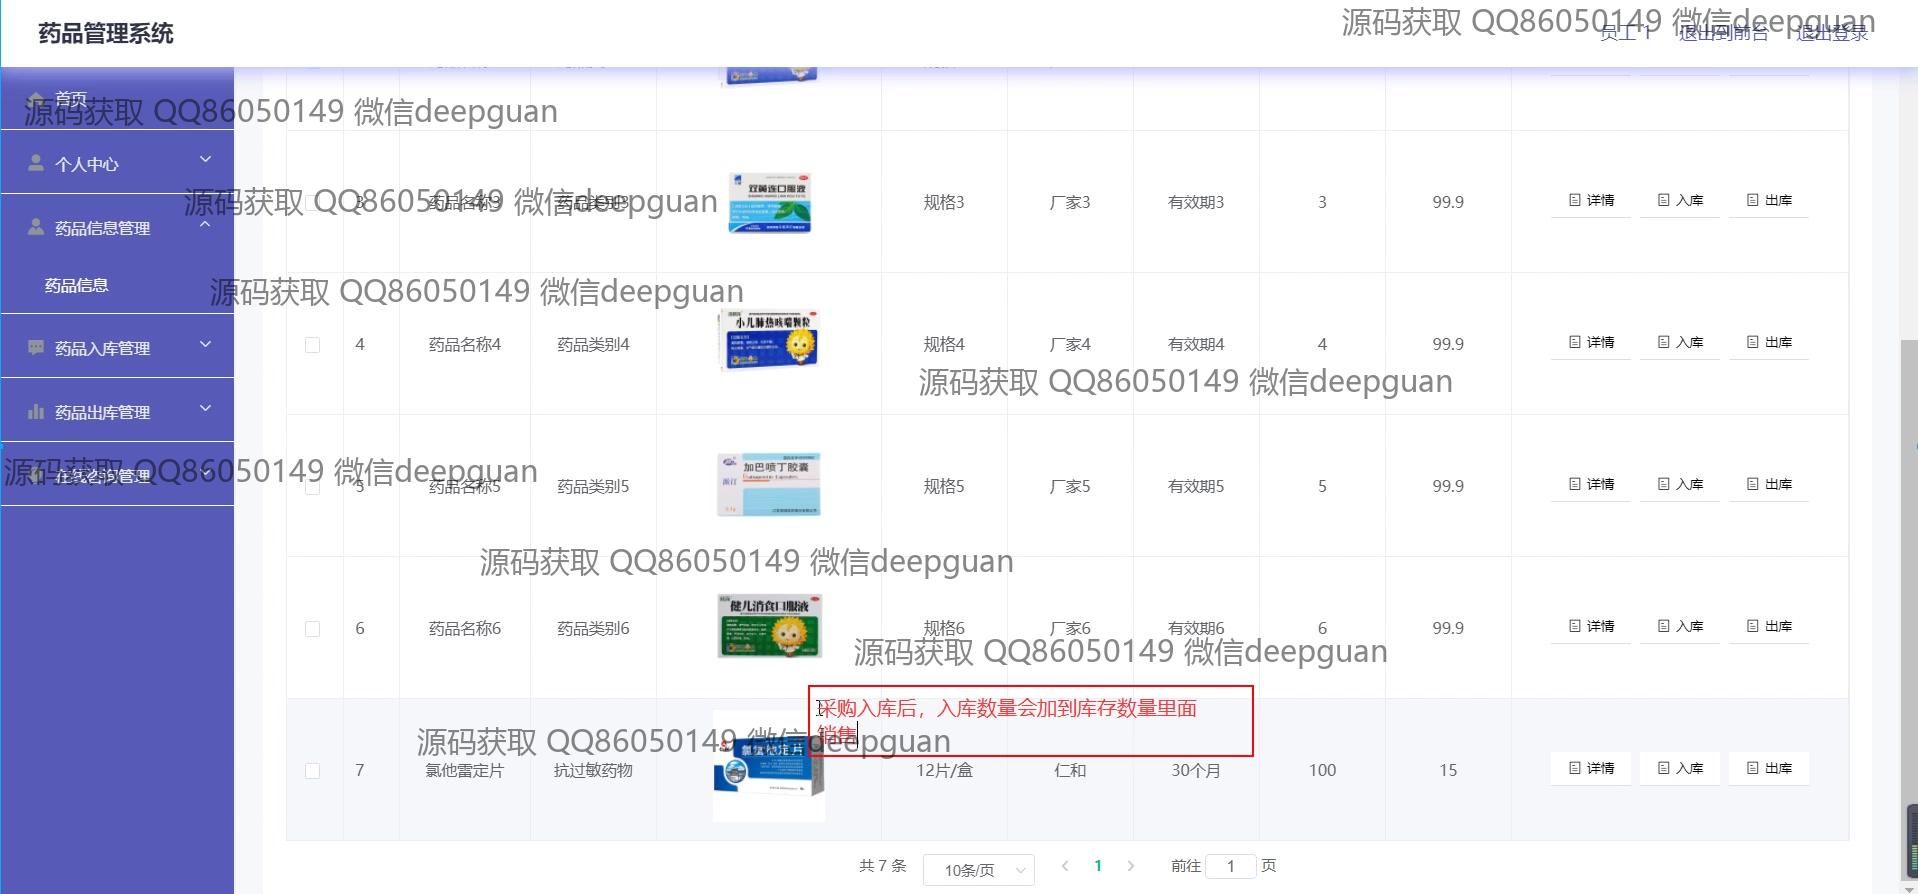 药品管理系统
源码获取 QQ86050149 微信deepguan
员工1 退出到前台 退出登录
首页
源码获取 QQ86050149 微信deepguan
个人中心
源码获取 QQ86050149 微信deepguan
3 药品名称3 药品类别3 双黄连口服液 规格3 厂家3 有效期3 3 99.9 详情 入库 出库
药品信息管理
药品信息
源码获取 QQ86050149 微信deepguan
4 药品名称4 药品类别4 小儿肺热咳喘颗粒 规格4 厂家4 有效期4 4 99.9 详情 入库 出库
药品入库管理
源码获取 QQ86050149 微信deepguan
药品出库管理
源码获取 QQ86050149 微信deepguan
在线咨询管理
5 药品名称5 药品类别5 加巴喷丁胶囊 规格5 厂家5 有效期5 5 99.9 详情 入库 出库
源码获取 QQ86050149 微信deepguan
6 药品名称6 药品类别6 健儿消食口服液 规格6 厂家6 有效期6 6 99.9 详情 入库 出库
源码获取 QQ86050149 微信deepguan
采购入库后，入库数量会加到库存数量里面
销售
源码获取 QQ86050149 微信deepguan
7 氯他雷定片 抗过敏药物 12片/盒 仁和 30个月 100 15 详情 入库 出库
共 7 条 10条/页 1 前往 1 页